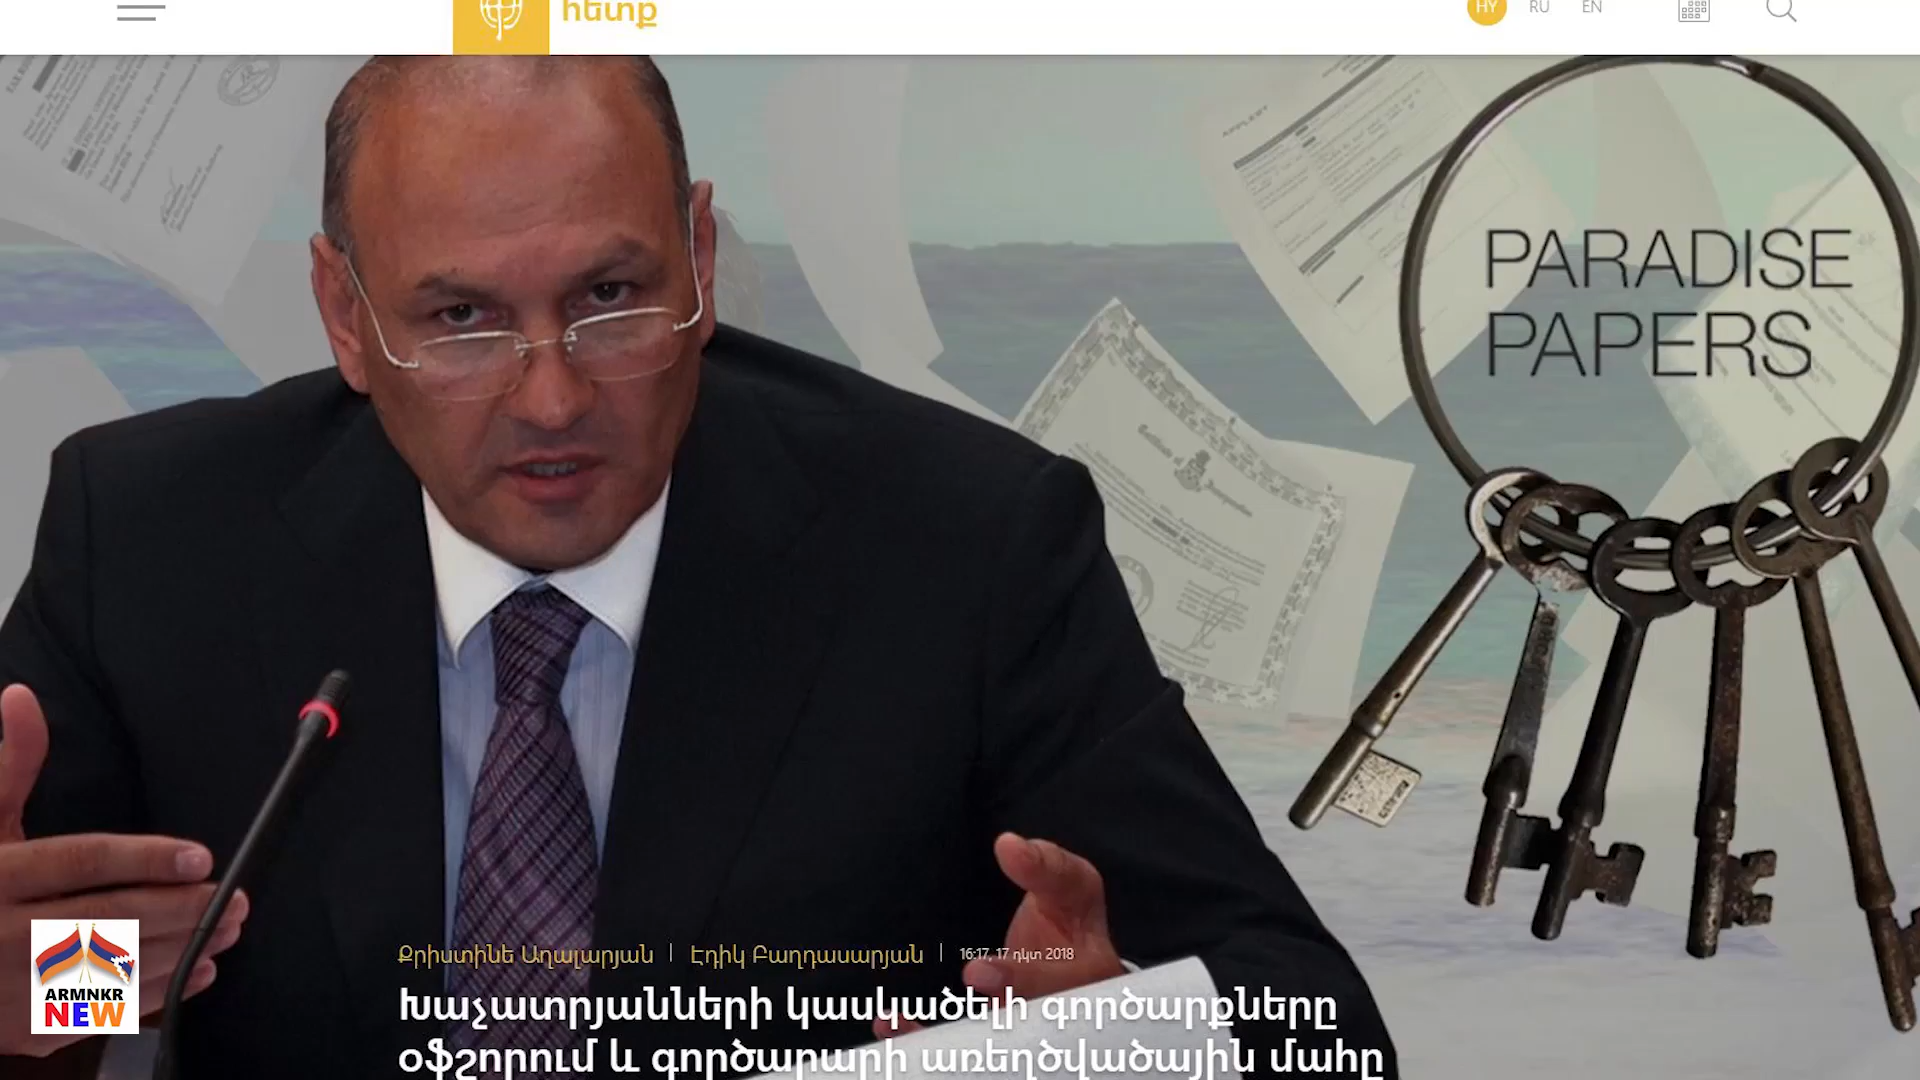 հետք
HY RU EN
PARADISE
PAPERS
Քրիստինե Աղալարյան | Էդիկ Բաղդասարյան | 16:17, 17 դկտ 2018
Խաչատրյանների կասկածելի գործարքները
օֆշորում և գործարարի առեղծվածային մահը
ARMNKR
NEW